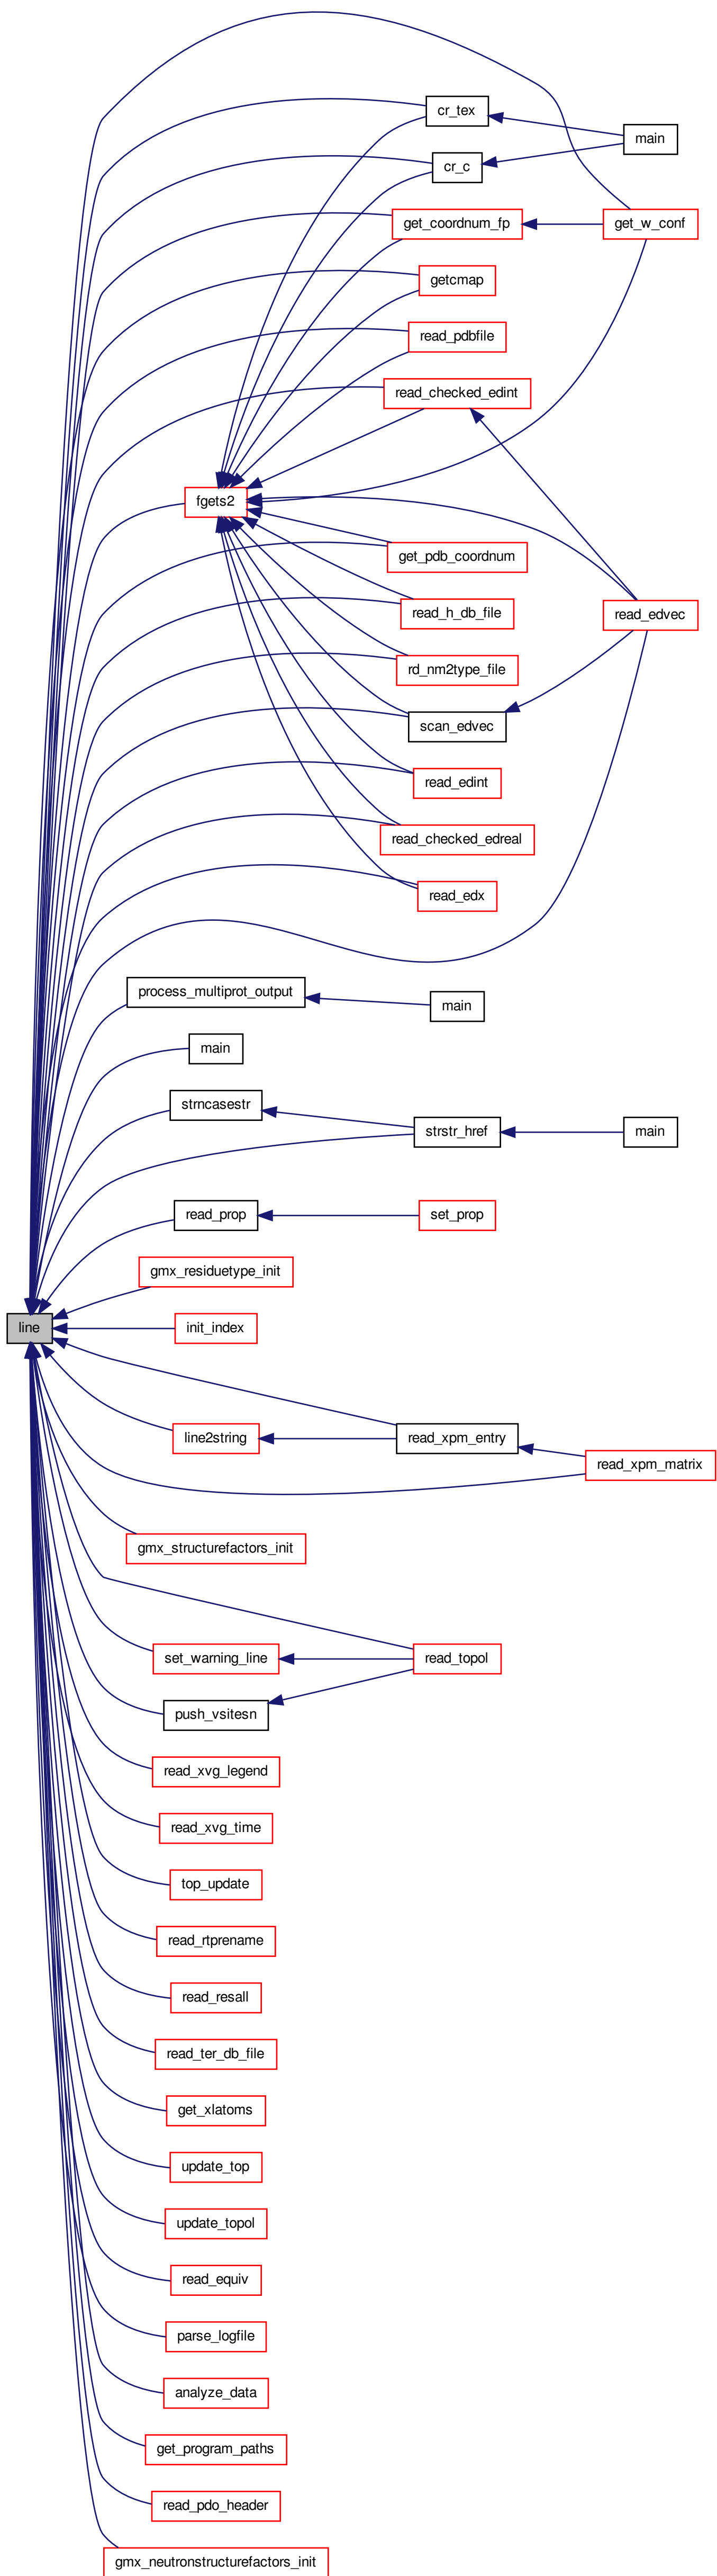 cr_tex
main
cr_c
get_coordnum_fp
get_w_conf
getcmap
read_pdbfile
read_checked_edint
fgets2
get_pdb_coordnum
read_h_db_file
read_edvec
rd_nm2type_file
scan_edvec
read_edint
read_checked_edreal
read_edx
process_multiprot_output
main
main
strncasestr
strstr_href
main
read_prop
set_prop
gmx_residuetype_init
line
init_index
line2string
read_xpm_entry
read_xpm_matrix
gmx_structurefactors_init
set_warning_line
read_topol
push_vsitesn
read_xvg_legend
read_xvg_time
top_update
read_rtprename
read_resall
read_ter_db_file
get_xlatoms
update_top
update_topol
read_equiv
parse_logfile
analyze_data
get_program_paths
read_pdo_header
gmx_neutronstructurefactors_init